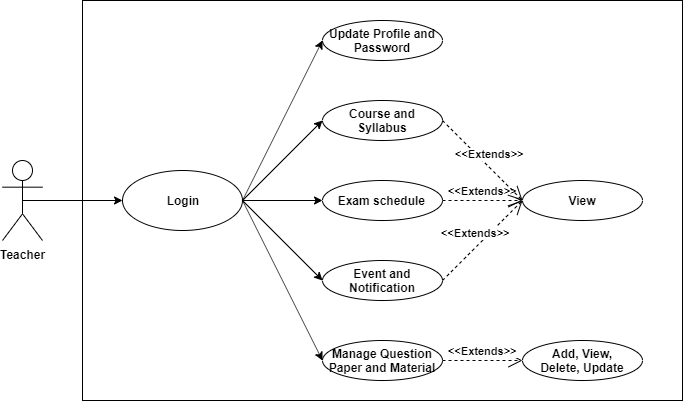 Update Profile and
Password
Course and
Syllabus
<<Extends>>
Login
Exam schedule
<<Extends>>
View
Teacher
<<Extends>>
Event and
Notification
Manage Question
Paper and Material
<<Extends>>
Add, View,
Delete, Update